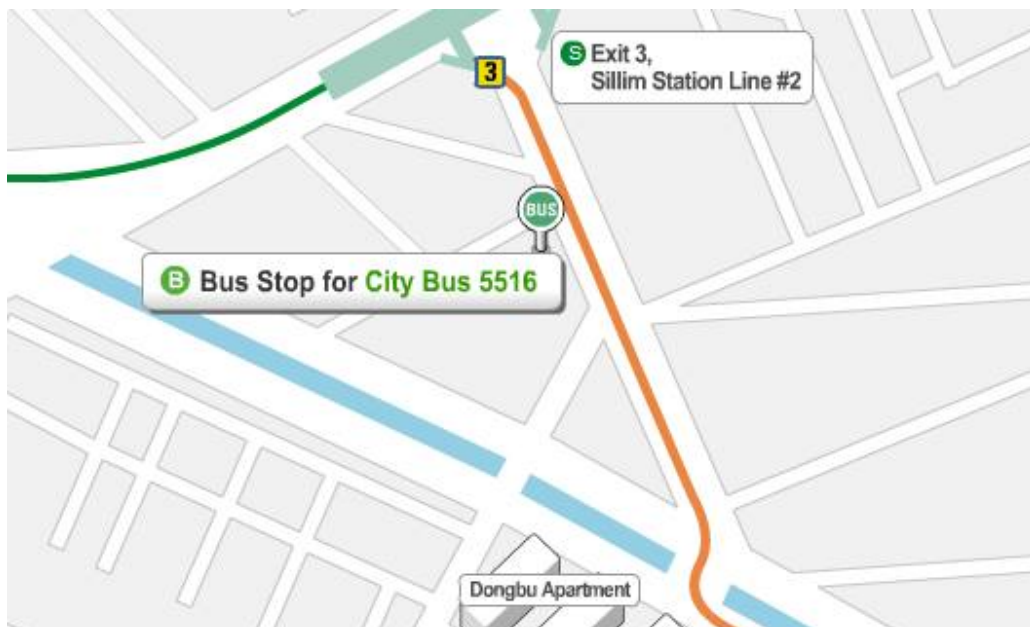 3
S Exit 3,
Sillim Station Line #2
BUS
B Bus Stop for City Bus 5516
Dongbu Apartment